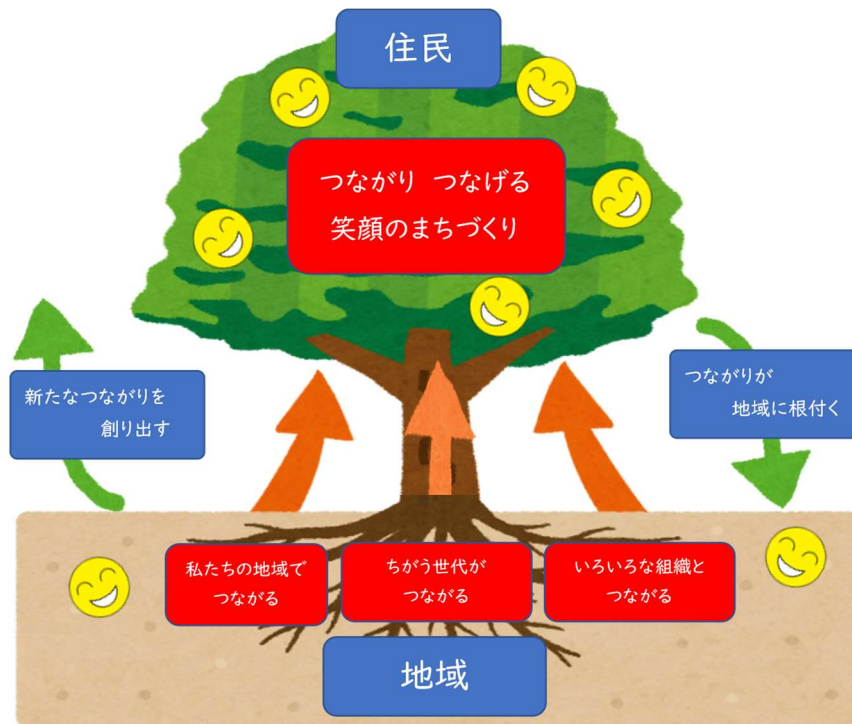 住民
つながり つなげる
笑顔のまちづくり
新たなつながりを
創り出す
つながりが
地域に根付く
私たちの地域で
つながる
ちがう世代が
つながる
いろいろな組織と
つながる
地域